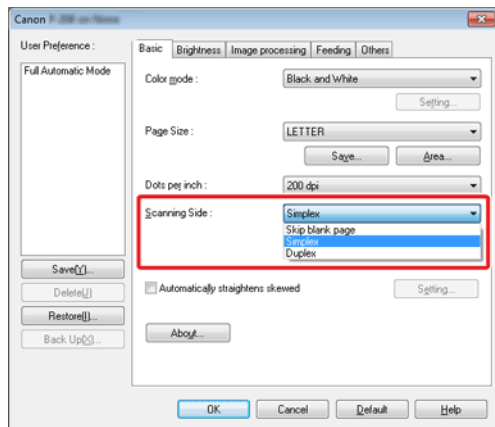 Canon
User Preference :
Full Automatic Mode
Save(Y)...
Delete(J)
Restore(I)...
Back Up(X)...
Basic Brightness Image processing Feeding Others
Color mode : Black and White
Setting...
Page Size : LETTER
Save... Area...
Dots per inch : 200 dpi
Scanning Side : Simplex
Skip blank page
Simplex
Duplex
Automatically straightens skewed Setting...
About...
OK Cancel Default Help